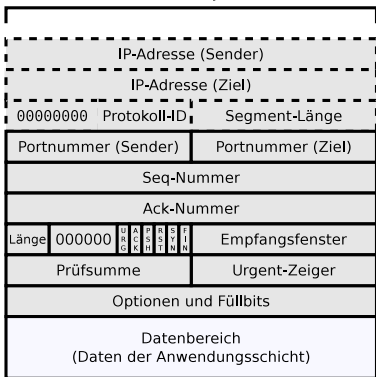 IP-Adresse (Sender)
IP-Adresse (Ziel)
00000000 Protokoll-ID Segment-Länge
Portnummer (Sender) Portnummer (Ziel)
Seq-Nummer
Ack-Nummer
Länge 000000 URG ACK PSH RST SYN FIN Empfangsfenster
Prüfsumme Urgent-Zeiger
Optionen und Füllbits
Datenbereich
(Daten der Anwendungsschicht)